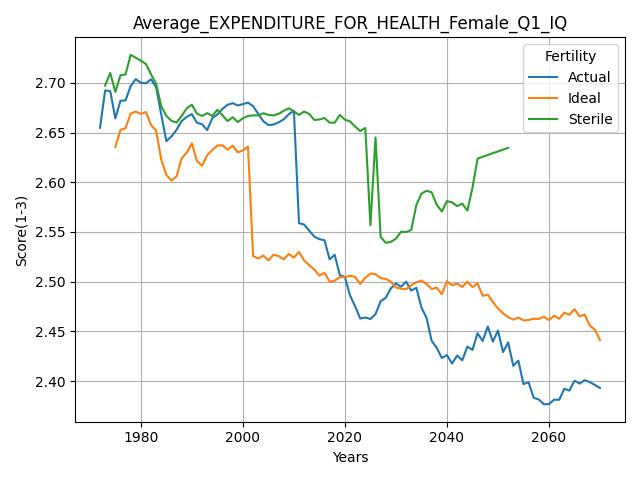 Average_EXPENDITURE_FOR_HEALTH_Female_Q1_IQ
Fertility
Actual
Ideal
Sterile
Score(1-3)
2.70
2.65
2.60
2.55
2.50
2.45
2.40
1980 2000 2020 2040 2060
Years